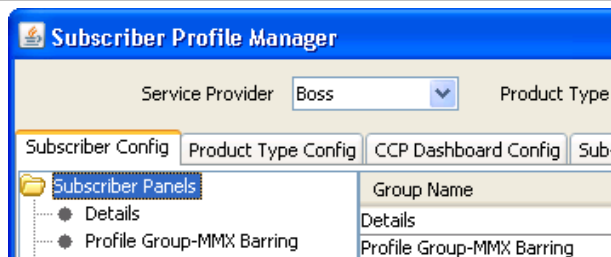 Subscriber Profile Manager
Service Provider Boss Product Type
Subscriber Config Product Type Config CCP Dashboard Config Sub-
Subscriber Panels Group Name
Details Details
Profile Group-MMX Barring Profile Group-MMX Barring